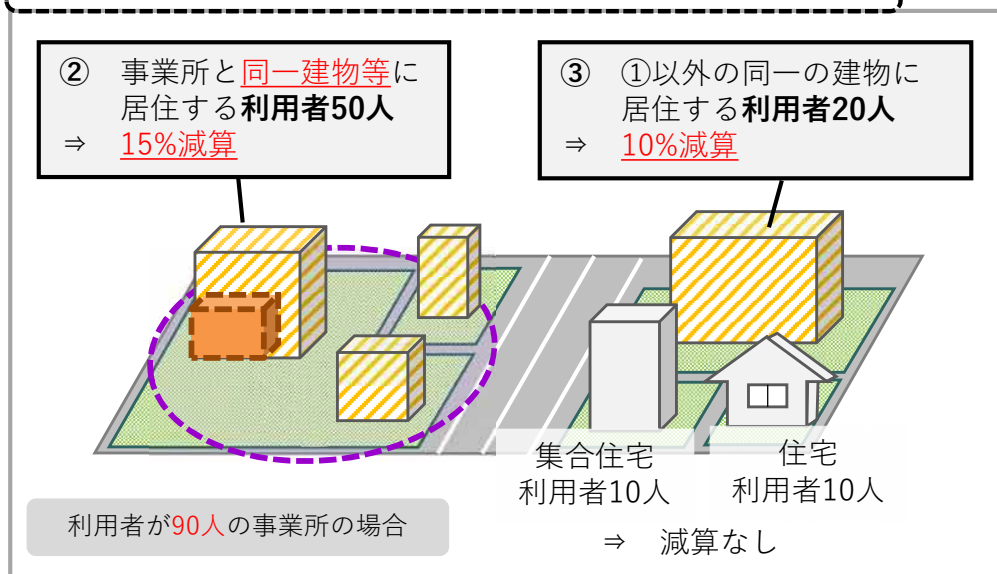 ② 事業所と同一建物等に
居住する利用者50人
⇒ 15%減算
③ ①以外の同一の建物に
居住する利用者20人
⇒ 10%減算
集合住宅
利用者10人
住宅
利用者10人
⇒ 減算なし
利用者が90人の事業所の場合